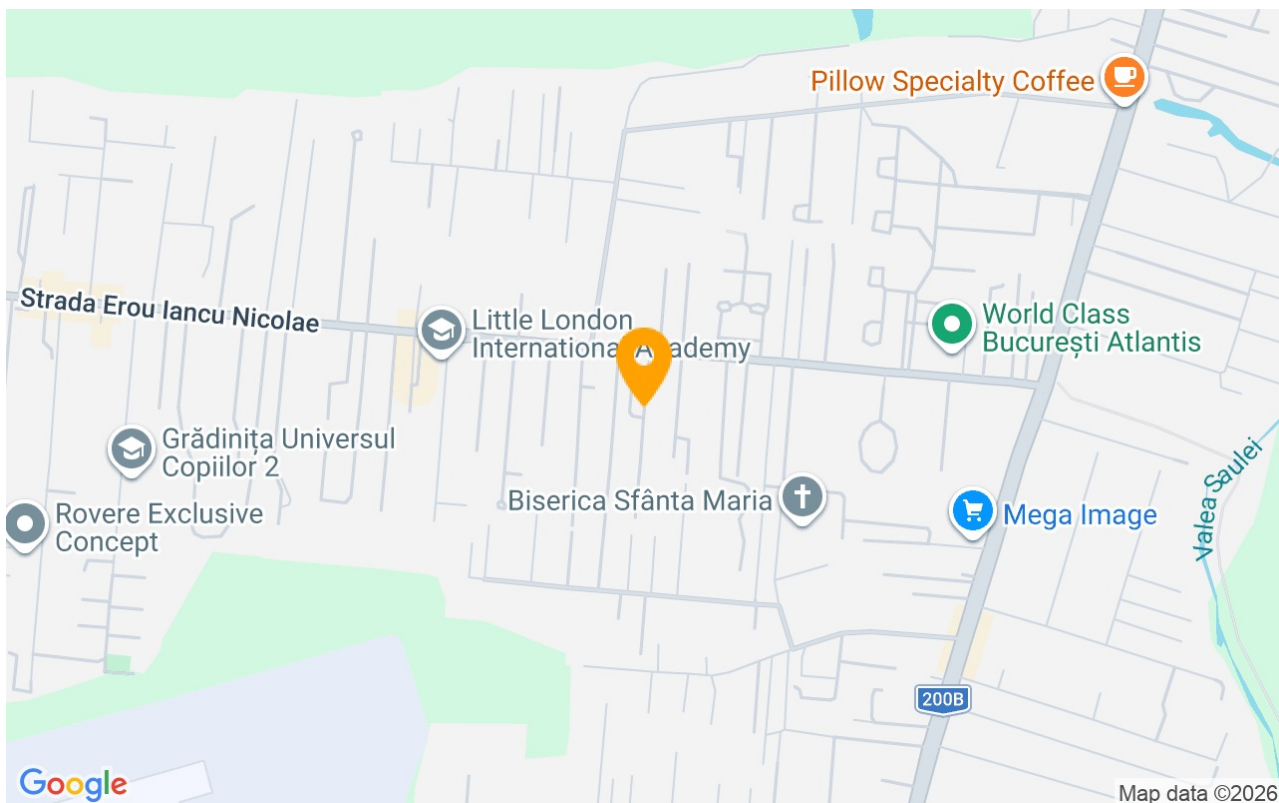 Pillow Specialty Coffee
Strada Erou Iancu Nicolae
Little London
International Academy
World Class
București Atlantis
Grădinița Universul
Copiilor 2
Biserica Sfânta Maria
Mega Image
Valea Saulei
Rovere Exclusive
Concept
200B
Google
Map data ©2026